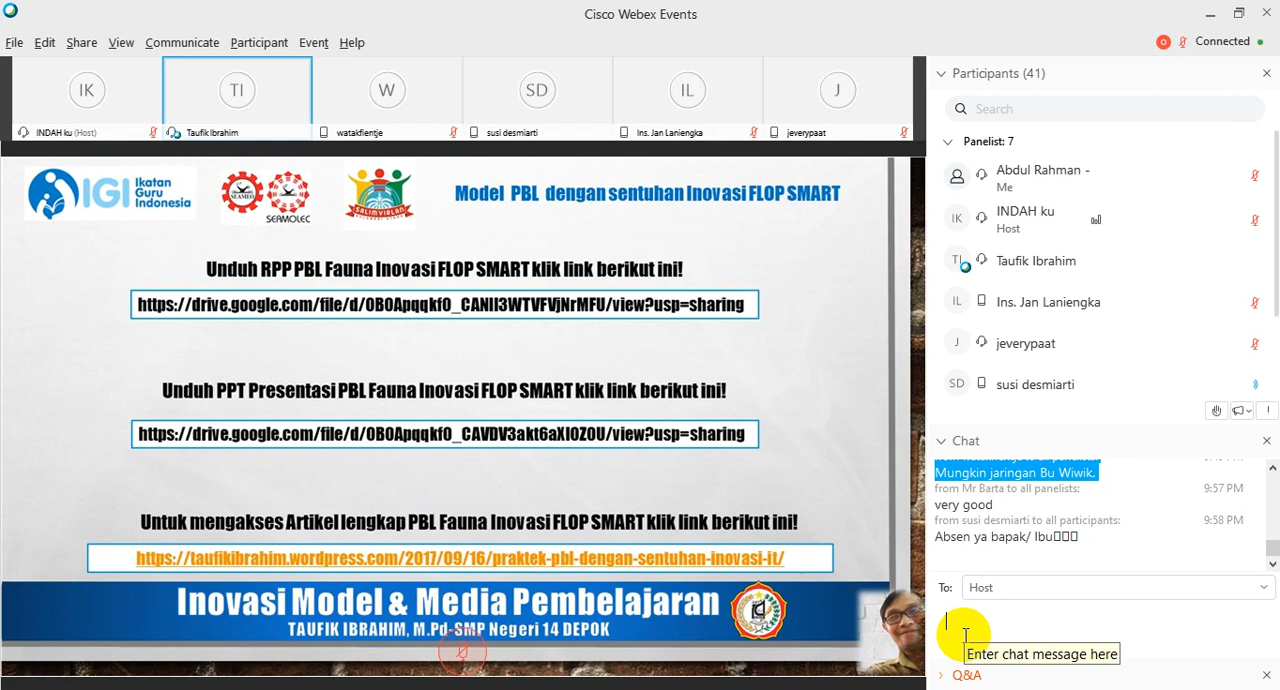 Cisco Webex Events
File Edit Share View Communicate Participant Event Help
Connected
IK
TI
W
SD
IL
J
INDAH ku (Host)
Taufik Ibrahim
watakfientje
susi desmiarti
Ins. Jan Laniengka
jeverypaat
IGI Ikatan Guru Indonesia
SEAMEO
SEAMOLEC
Model PBL dengan sentuhan Inovasi FLOP SMART
Unduh RPP PBL Fauna Inovasi FLOP SMART klik link berikut ini!
https://drive.google.com/file/d/0B0Apqqkf0_CANlI3WTVFVjNrMFU/view?usp=sharing
Unduh PPT Presentasi PBL Fauna Inovasi FLOP SMART klik link berikut ini!
https://drive.google.com/file/d/0B0Apqqkf0_CAVDV3akt6aXI0Z0U/view?usp=sharing
Untuk mengakses Artikel lengkap PBL Fauna Inovasi FLOP SMART klik link berikut ini!
https://taufikibrahim.wordpress.com/2017/09/16/praktek-pbl-dengan-sentuhan-inovasi-it/
Inovasi Model & Media Pembelajaran
TAUFIK IBRAHIM, M.Pd-SMP Negeri 14 DEPOK
Participants (41)
Search
Panelist: 7
Abdul Rahman -
Me
IK INDAH ku
Host
TI Taufik Ibrahim
IL Ins. Jan Laniengka
J jeverypaat
SD susi desmiarti
Chat
Mungkin jaringan Bu Wiwik.
from Mr Barta to all panelists: 9:57 PM
very good
from susi desmiarti to all participants: 9:58 PM
Absen ya bapak/ Ibu
To: Host
Enter chat message here
Q&A